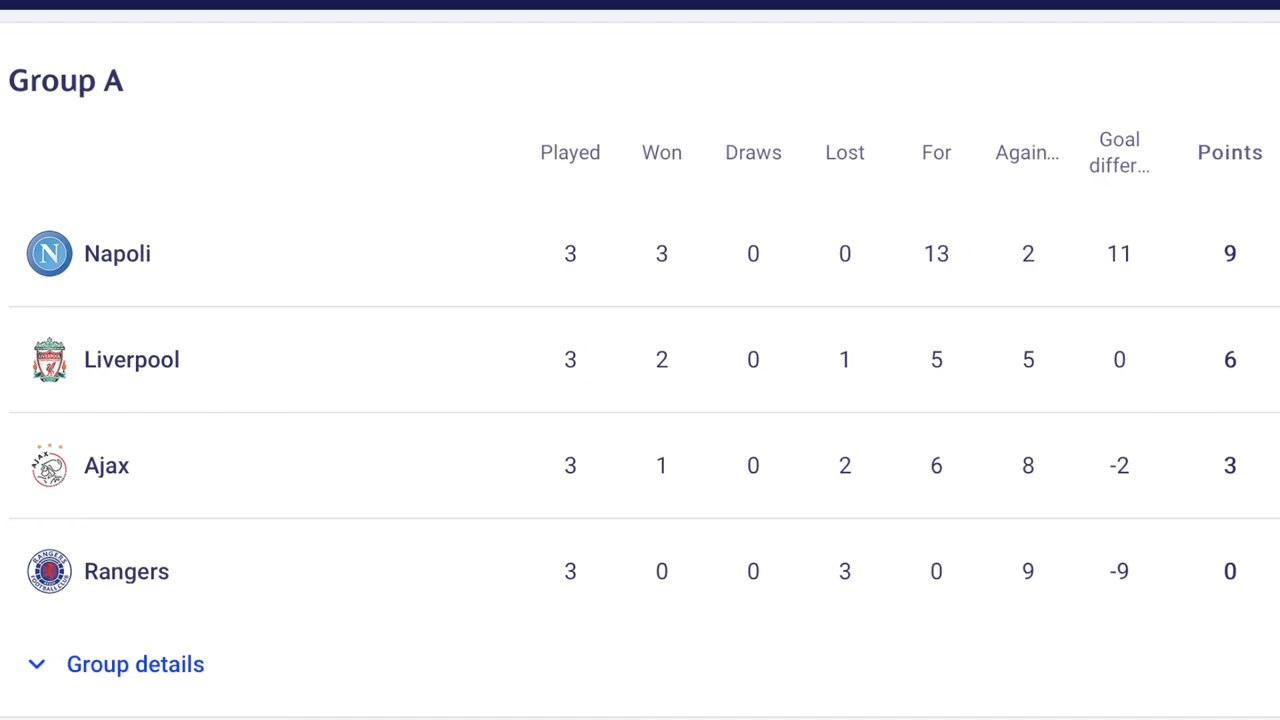 Group A
Played Won Draws Lost For Again... Goal differ... Points
Napoli 3 3 0 0 13 2 11 9
Liverpool 3 2 0 1 5 5 0 6
Ajax 3 1 0 2 6 8 -2 3
Rangers 3 0 0 3 0 9 -9 0
Group details